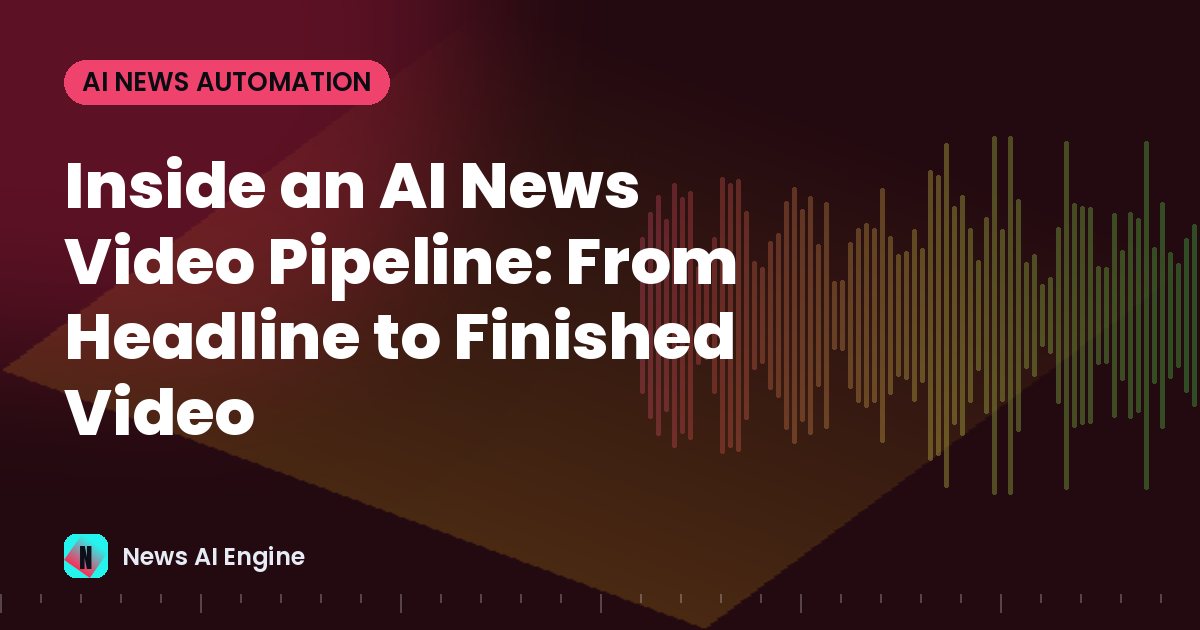 AI NEWS AUTOMATION
Inside an AI News
Video Pipeline: From
Headline to Finished
Video
N
News AI Engine